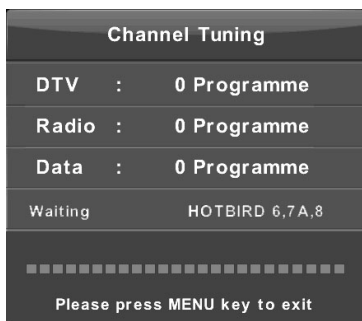 Channel Tuning
DTV : 0 Programme
Radio : 0 Programme
Data : 0 Programme
Waiting HOTBIRD 6,7A,8
Please press MENU key to exit